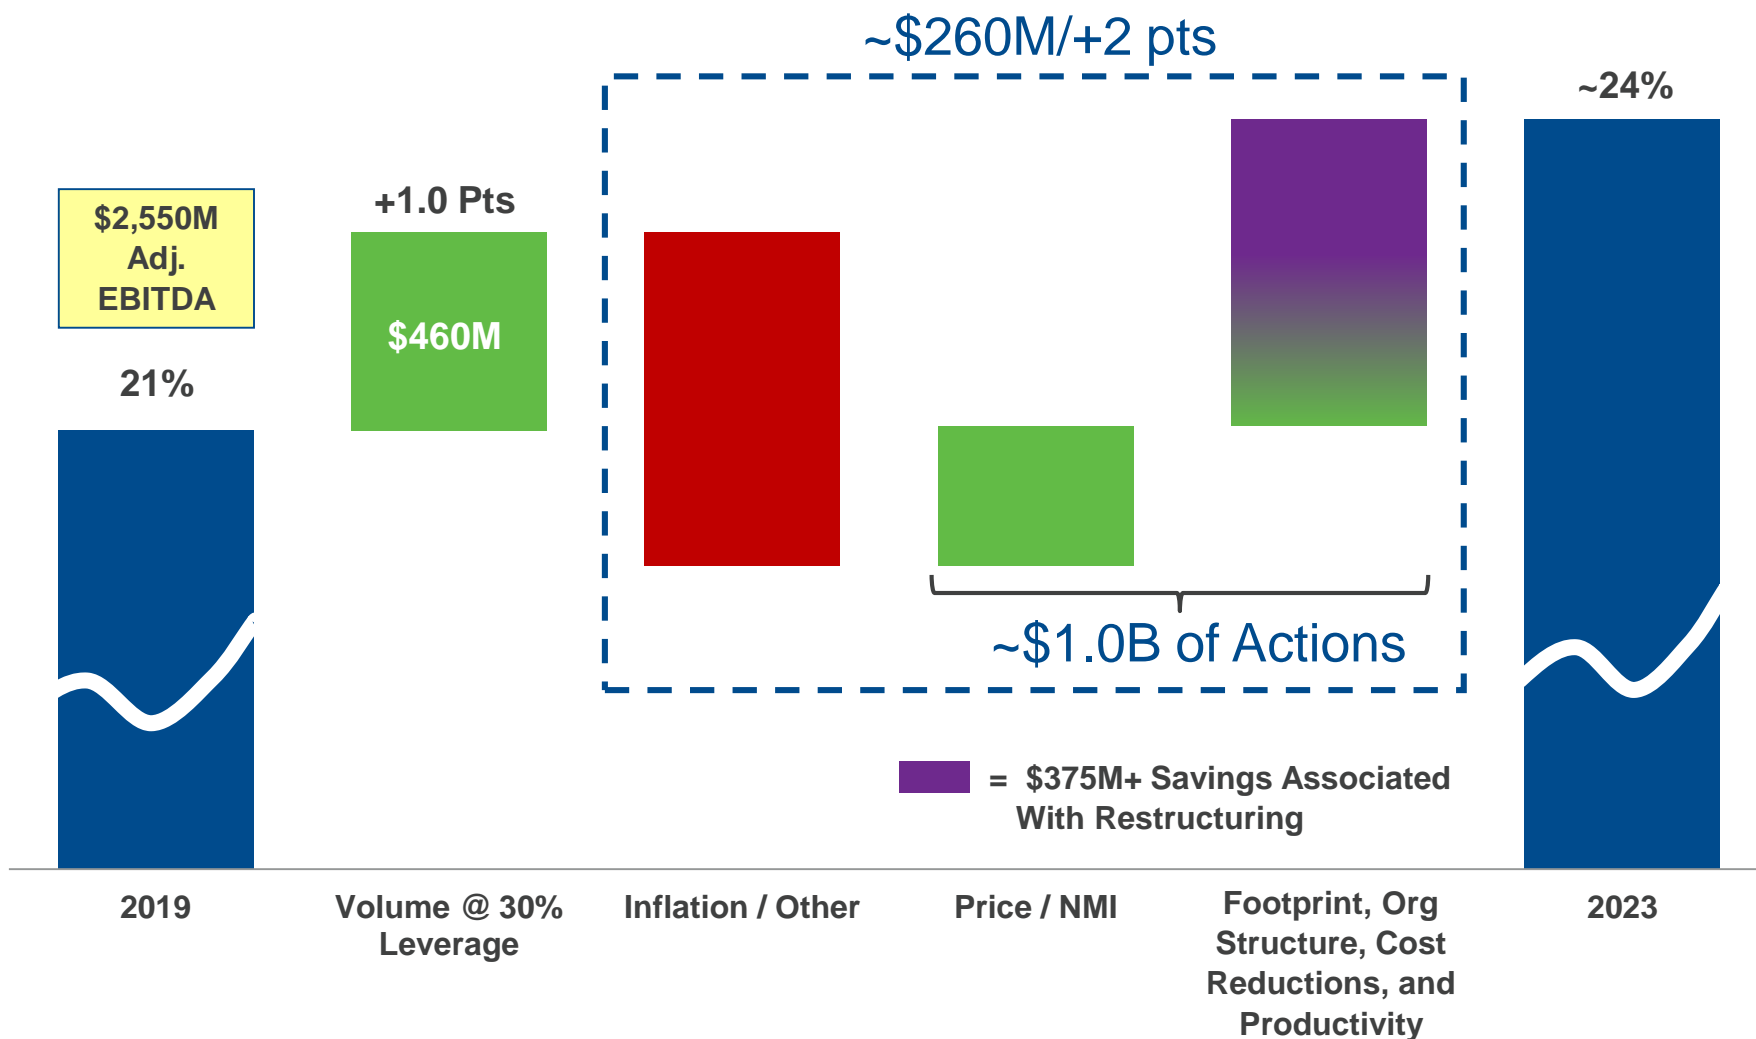 ~$260M/+2 pts
~24%
$2,550M
Adj.
EBITDA
+1.0 Pts
$460M
21%
~$1.0B of Actions
= $375M+ Savings Associated
With Restructuring
2019
Volume @ 30%
Leverage
Inflation / Other
Price / NMI
Footprint, Org
Structure, Cost
Reductions, and
Productivity
2023